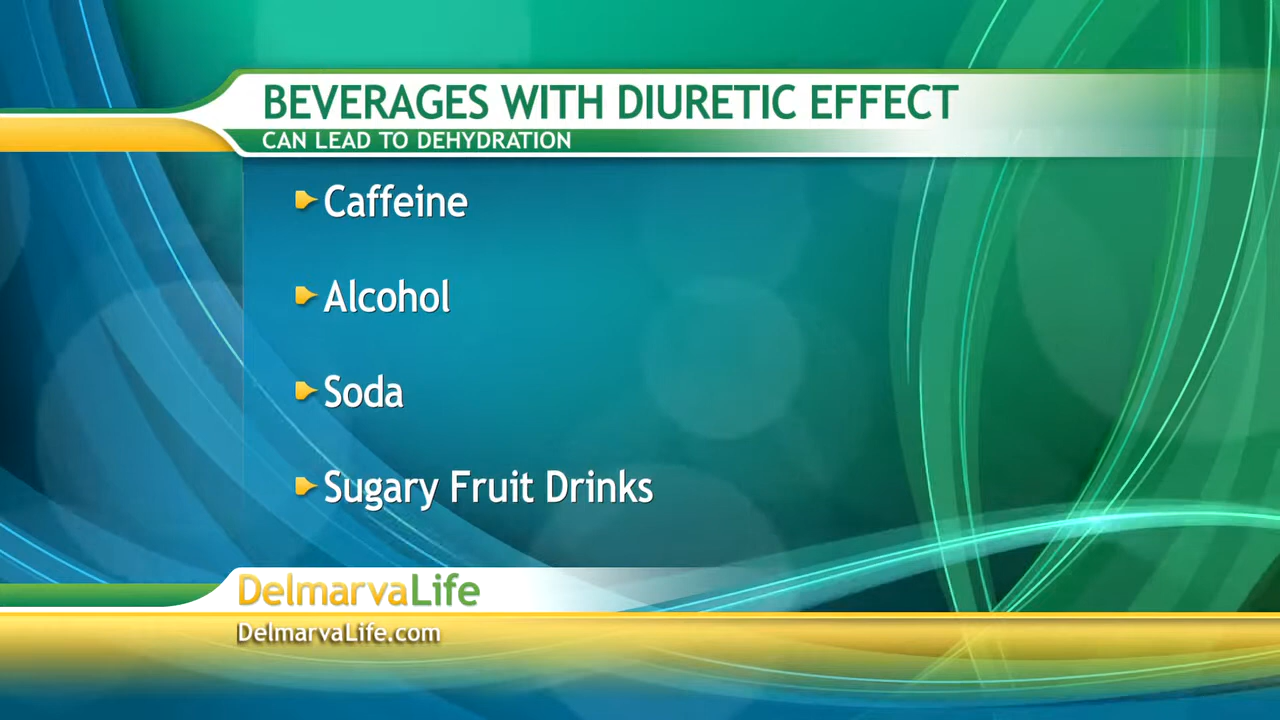 BEVERAGES WITH DIURETIC EFFECT
CAN LEAD TO DEHYDRATION
Caffeine
Alcohol
Soda
Sugary Fruit Drinks
DelmarvaLife
DelmarvaLife.com